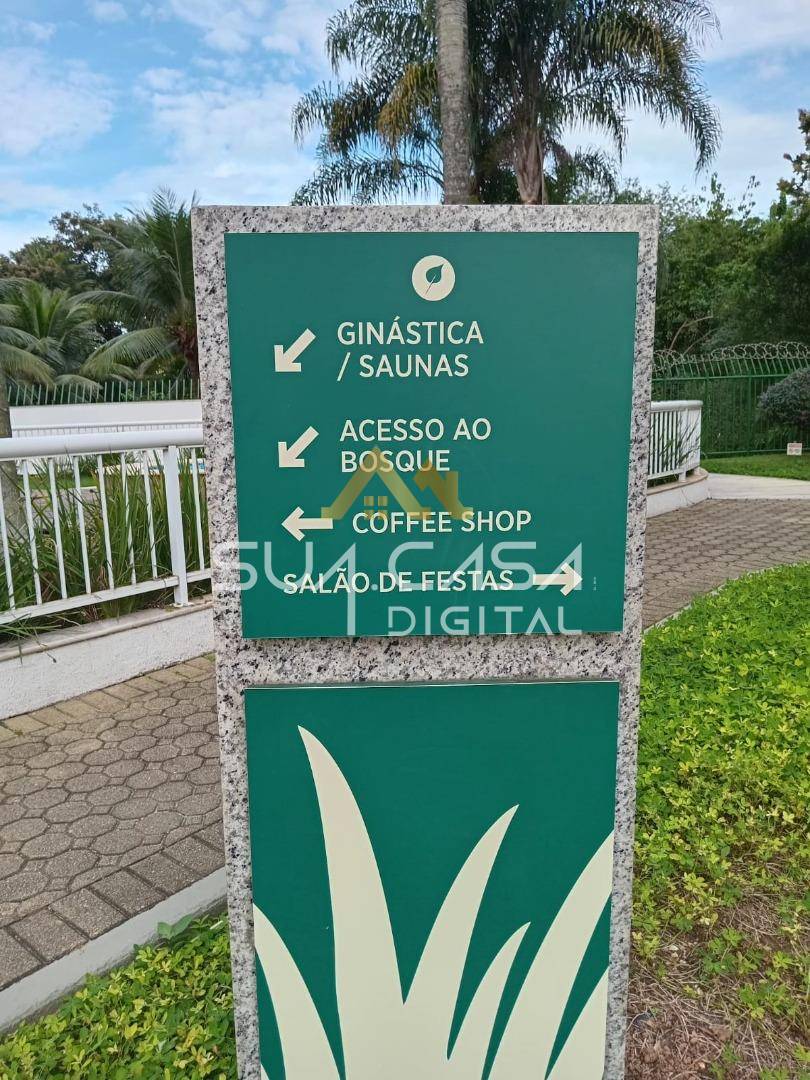 GINÁSTICA
/ SAUNAS
ACESSO AO
BOSQUE
COFFEE SHOP
SALÃO DE FESTAS
SUA CASA
DIGITAL